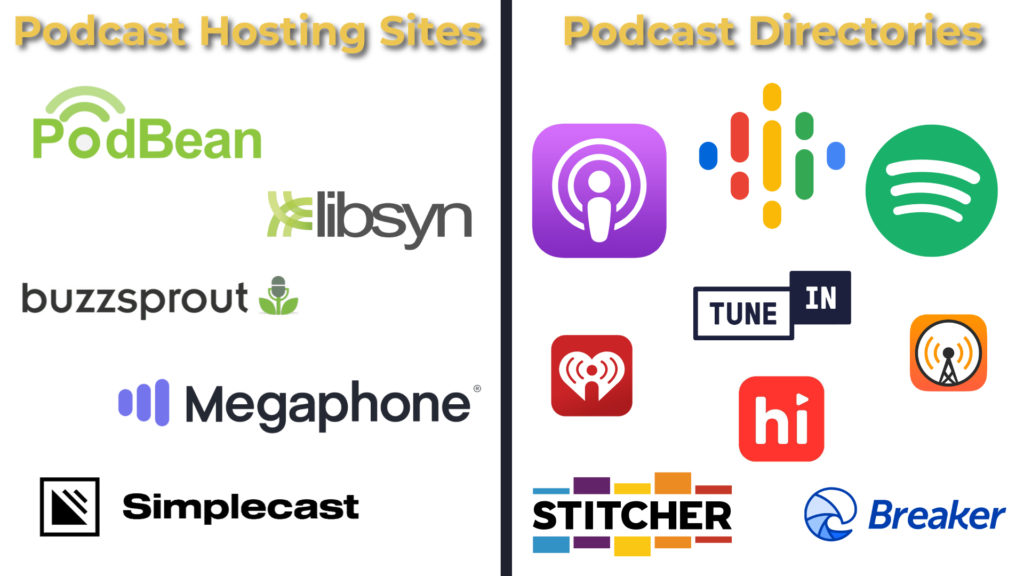 Podcast Hosting Sites
PodBean
libsyn
buzzsprout
Megaphone®
Simplecast
Podcast Directories
TUNE IN
hi
STITCHER
Breaker